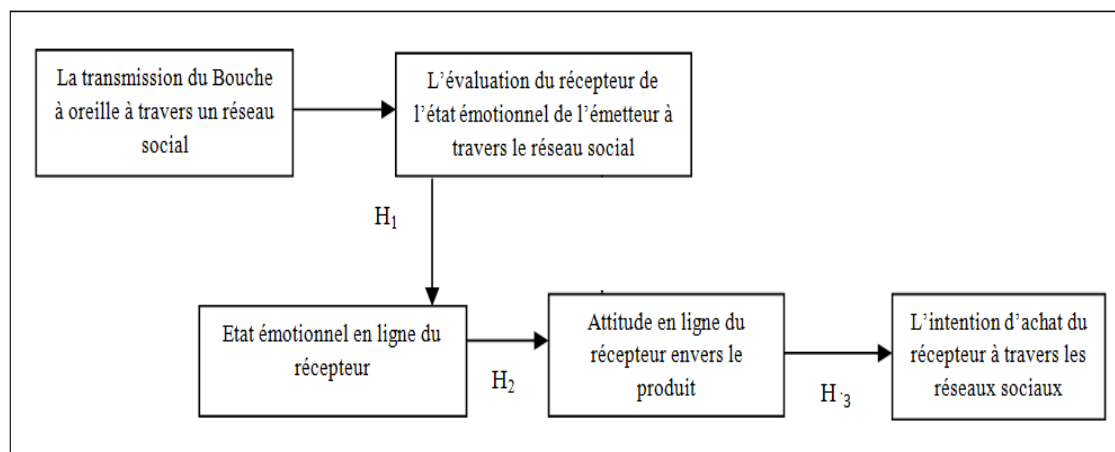 La transmission du Bouche
à oreille à travers un réseau
social
L’évaluation du récepteur de
l’état émotionnel de l’émetteur à
travers le réseau social
H1
Etat émotionnel en ligne du
récepteur
H2
Attitude en ligne du
récepteur envers le
produit
H3
L’intention d’achat du
récepteur à travers les
réseaux sociaux